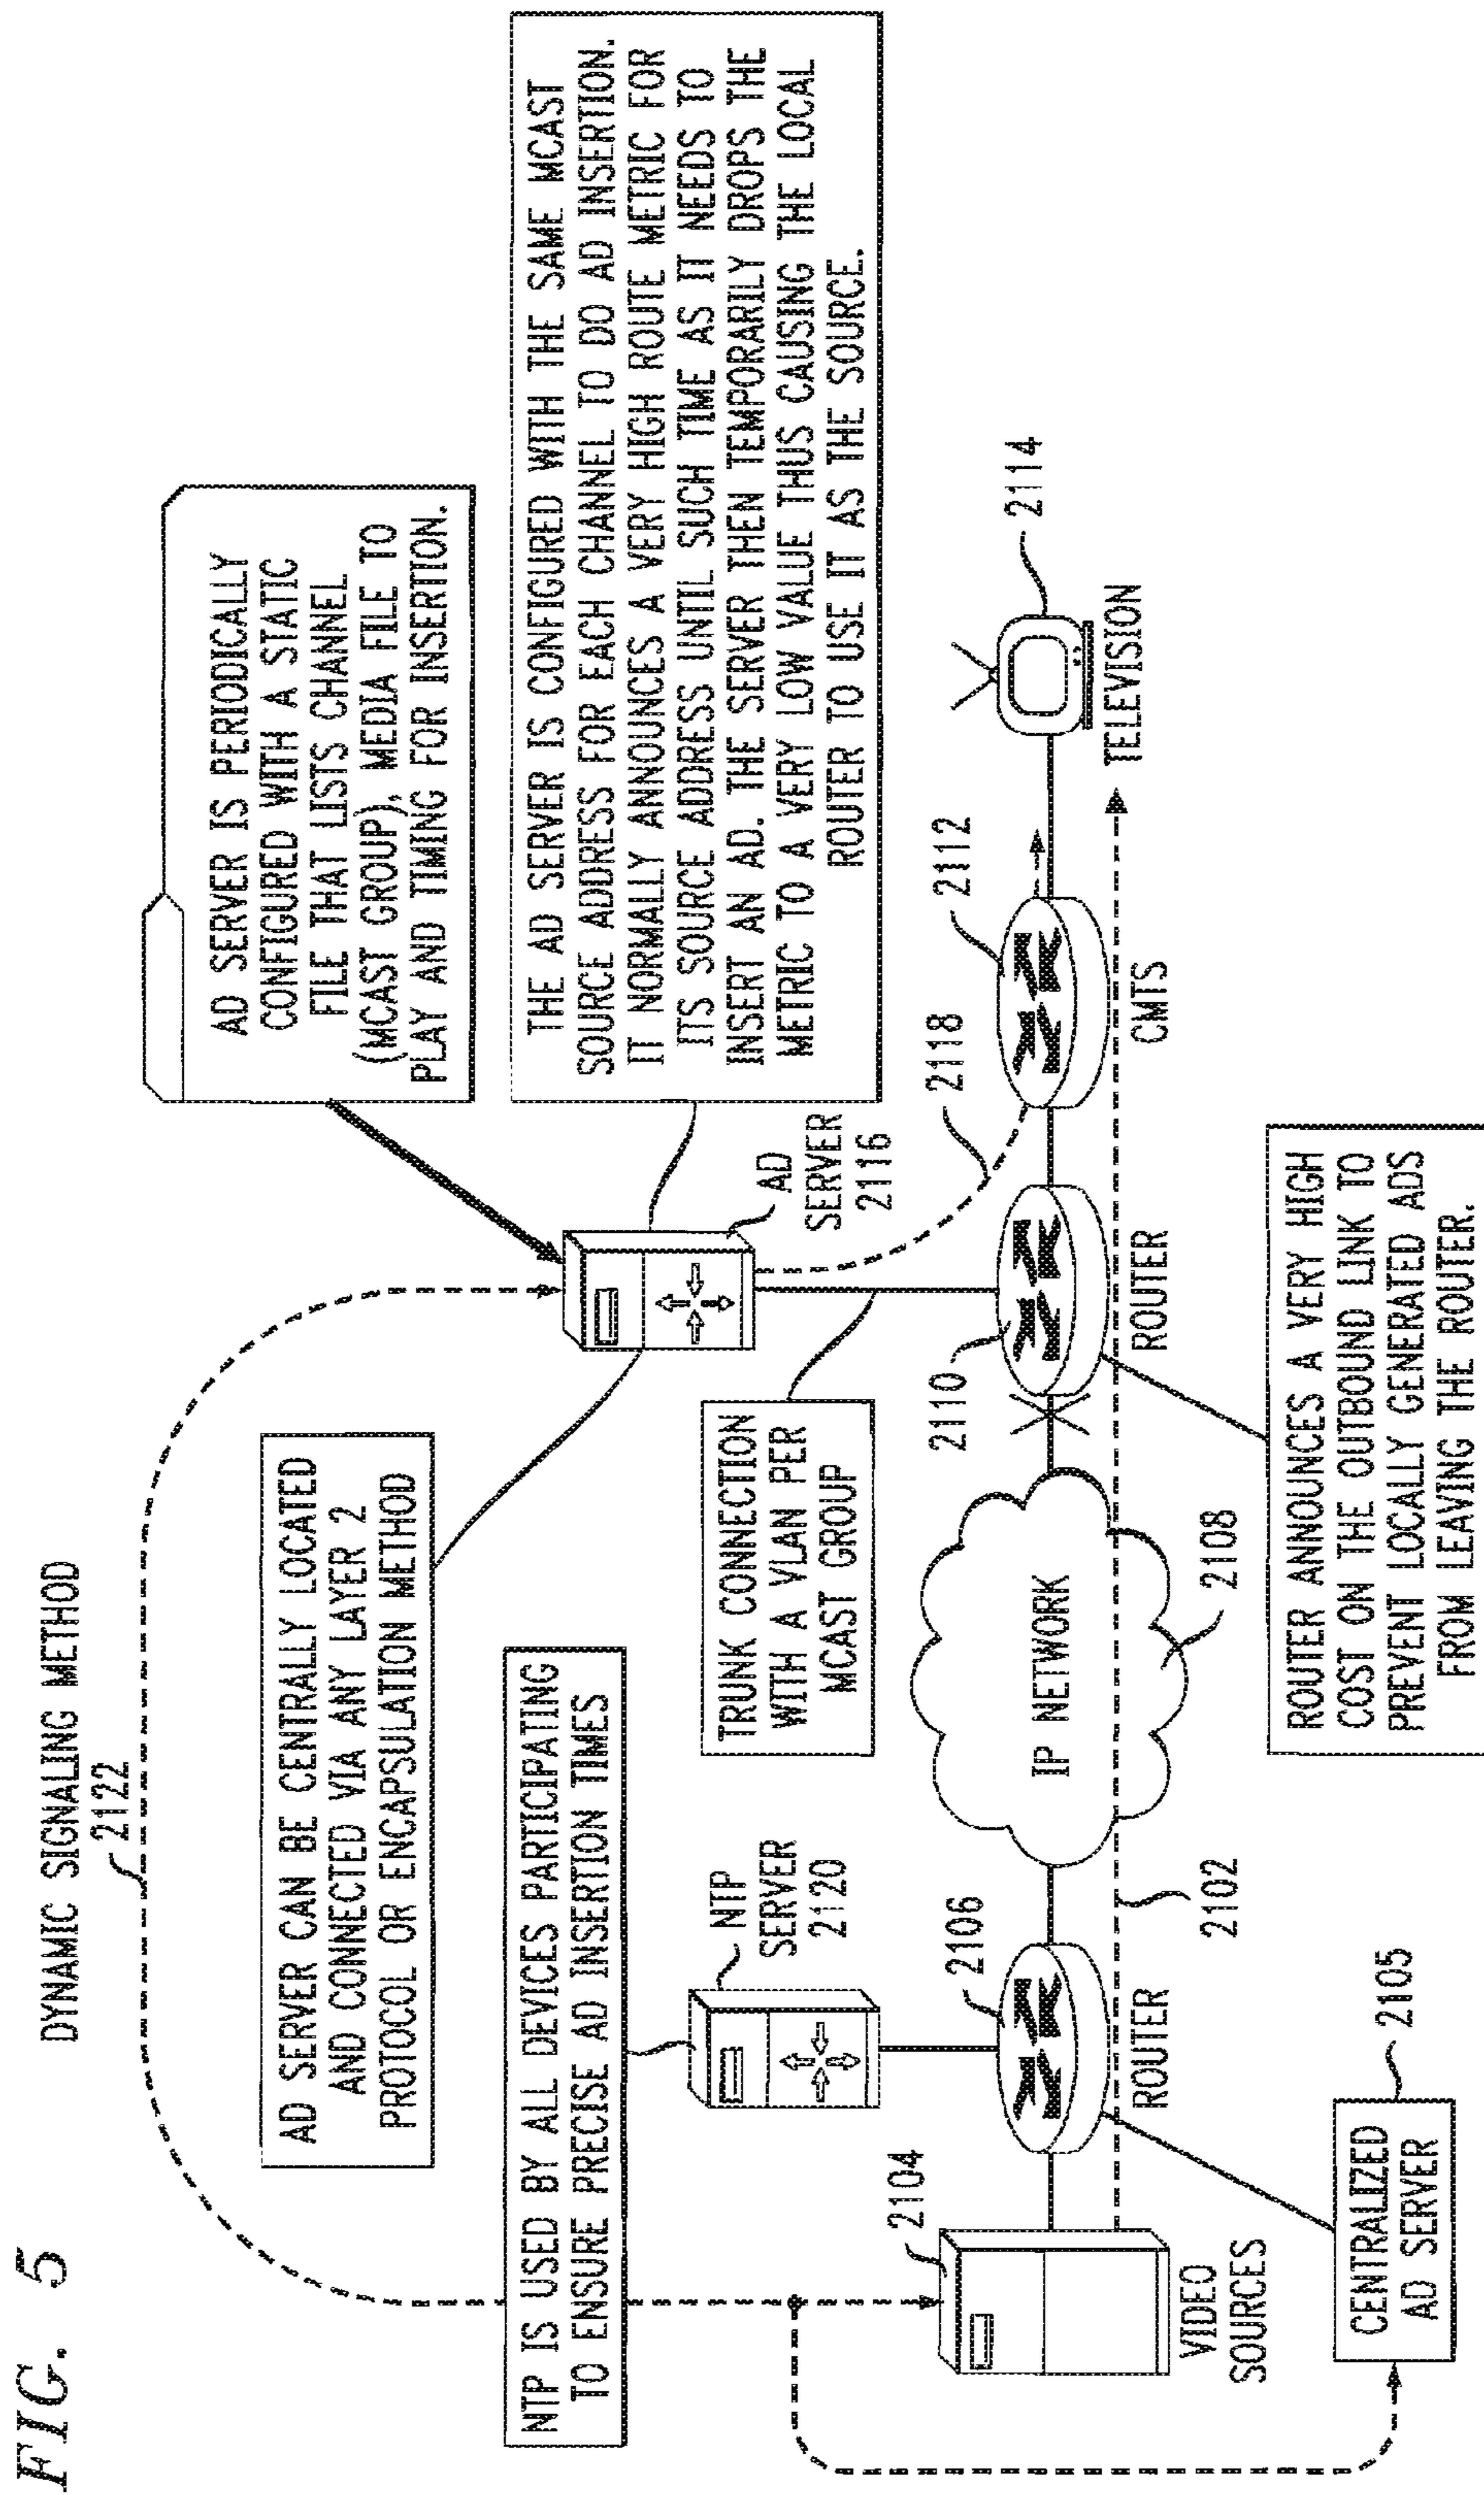 FIG. 5
DYNAMIC SIGNALING METHOD
2122
AD SERVER IS PERIODICALLY
CONFIGURED WITH A STATIC
FILE THAT LISTS CHANNEL
(MCAST GROUP), MEDIA FILE TO
PLAY AND TIMING FOR INSERTION.
AD SERVER CAN BE CENTRALLY LOCATED
AND CONNECTED VIA ANY LAYER 2
PROTOCOL OR ENCAPSULATION METHOD
THE AD SERVER IS CONFIGURED WITH THE SAME MCAST
SOURCE ADDRESS FOR EACH CHANNEL TO DO AD INSERTION.
IT NORMALLY ANNOUNCES A VERY HIGH ROUTE METRIC FOR
ITS SOURCE ADDRESS UNTIL SUCH TIME AS IT NEEDS TO
INSERT AN AD. THE SERVER THEN TEMPORARILY DROPS THE
METRIC TO A VERY LOW VALUE THUS CAUSING THE LOCAL
ROUTER TO USE IT AS THE SOURCE.
NTP IS USED BY ALL DEVICES PARTICIPATING
TO ENSURE PRECISE AD INSERTION TIMES
NTP
SERVER
2120
TRUNK CONNECTION
WITH A VLAN PER
MCAST GROUP
AD
SERVER
2116
2104
2106
2110
2118
2112
2114
IP NETWORK
VIDEO
SOURCES
ROUTER
2102
2108
ROUTER
CMTS
TELEVISION
CENTRALIZED
AD SERVER
2105
ROUTER ANNOUNCES A VERY HIGH
COST ON THE OUTBOUND LINK TO
PREVENT LOCALLY GENERATED ADS
FROM LEAVING THE ROUTER.